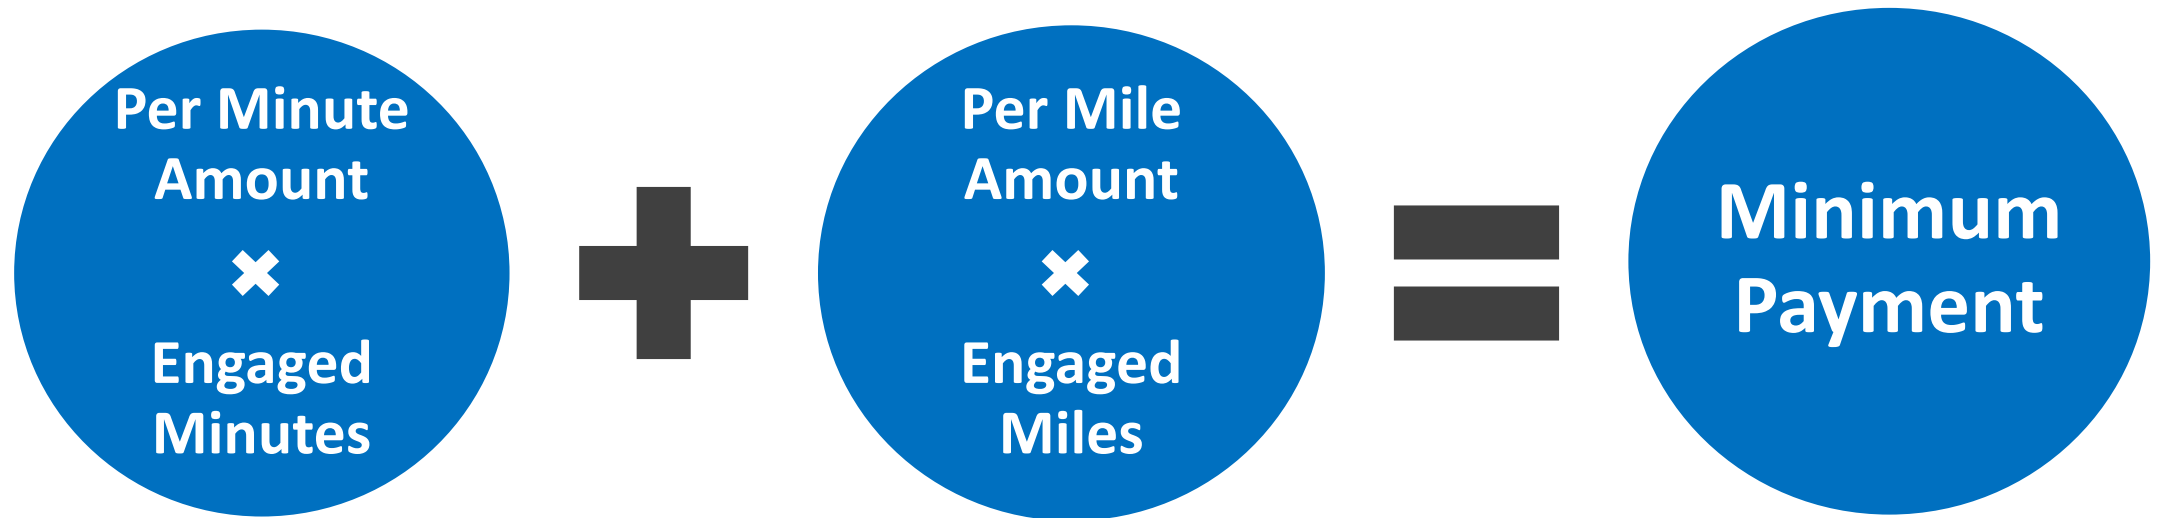 Per Minute
Amount
✖
Engaged
Minutes
Per Mile
Amount
✖
Engaged
Miles
Minimum
Payment